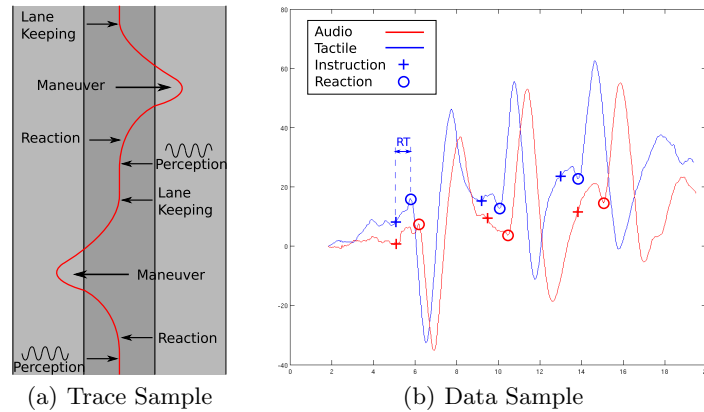 Lane
Keeping
Maneuver
Reaction
Perception
Lane
Keeping
Maneuver
Reaction
Perception
(a) Trace Sample
80
60
40
20
0
-20
-40
0 2 4 6 8 10 12 14 16 18 20
Audio
Tactile
Instruction
Reaction
RT
(b) Data Sample